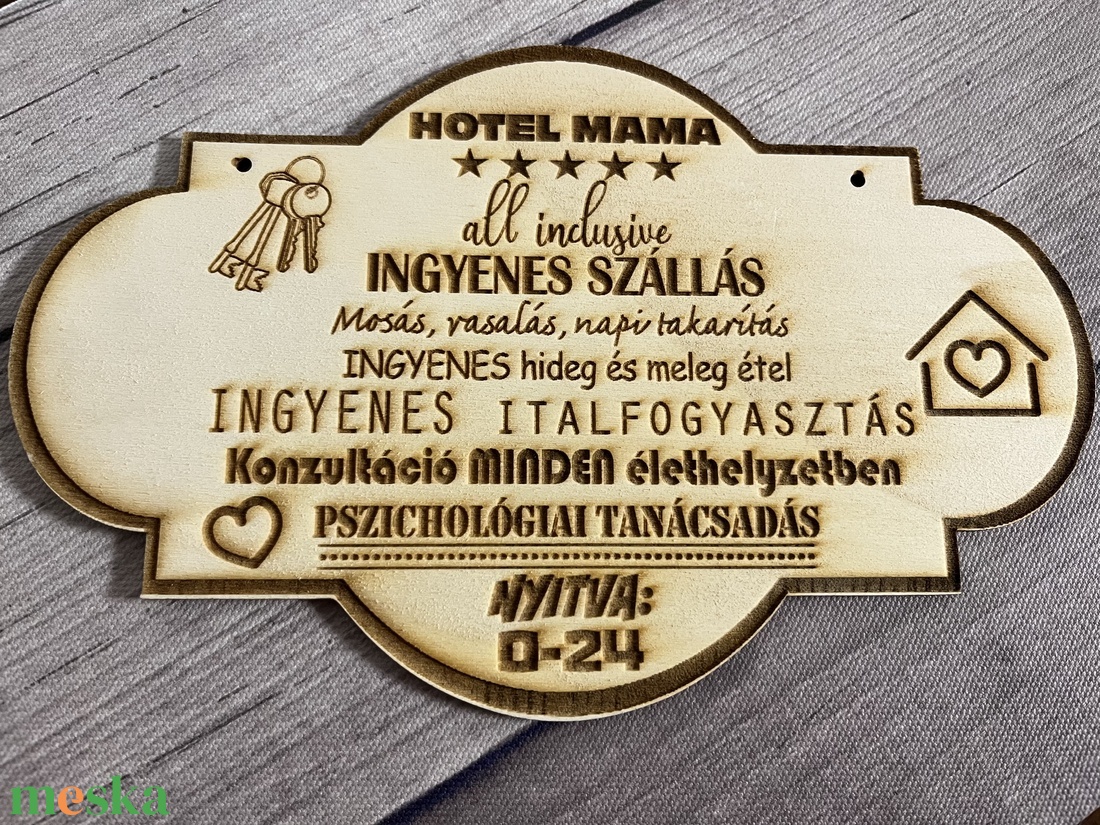 HOTEL MAMA
all inclusive
INGYENES SZÁLLÁS
Mosás, vasalás, napi takarítás
INGYENES hideg és meleg étel
INGYENES ITALFOGYASZTÁS
Konzultáció MINDEN élethelyzetben
PSZICHOLÓGIAI TANÁCSADÁS
NYITVA:
0-24
meska